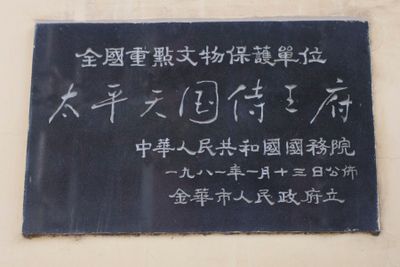 全國重點文物保護單位
太平天国侍王府
中華人民共和國國務院
一九八一年一月十三日公佈
金華市人民政府立